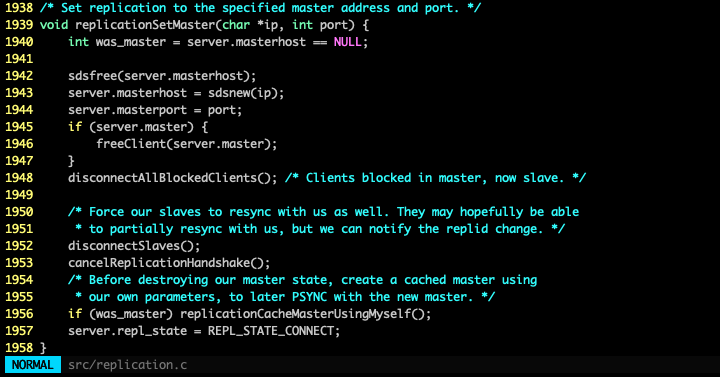 1938 /* Set replication to the specified master address and port. */
1939 void replicationSetMaster(char *ip, int port) {
1940     int was_master = server.masterhost == NULL;
1941
1942     sdsfree(server.masterhost);
1943     server.masterhost = sdsnew(ip);
1944     server.masterport = port;
1945     if (server.master) {
1946         freeClient(server.master);
1947     }
1948     disconnectAllBlockedClients(); /* Clients blocked in master, now slave. */
1949
1950     /* Force our slaves to resync with us as well. They may hopefully be able
1951      * to partially resync with us, but we can notify the replid change. */
1952     disconnectSlaves();
1953     cancelReplicationHandshake();
1954     /* Before destroying our master state, create a cached master using
1955      * our own parameters, to later PSYNC with the new master. */
1956     if (was_master) replicationCacheMasterUsingMyself();
1957     server.repl_state = REPL_STATE_CONNECT;
1958 }
NORMAL src/replication.c